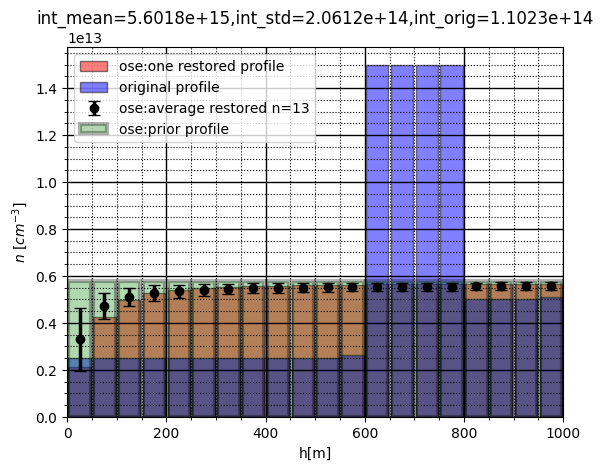 int_mean=5.6018e+15,int_std=2.0612e+14,int_orig=1.1023e+14
1e13
ose:one restored profile
original profile
ose:average restored n=13
ose:prior profile
1.4
1.2
1.0
0.8
0.6
0.4
0.2
0.0
n [cm⁻³]
0 200 400 600 800 1000
h[m]